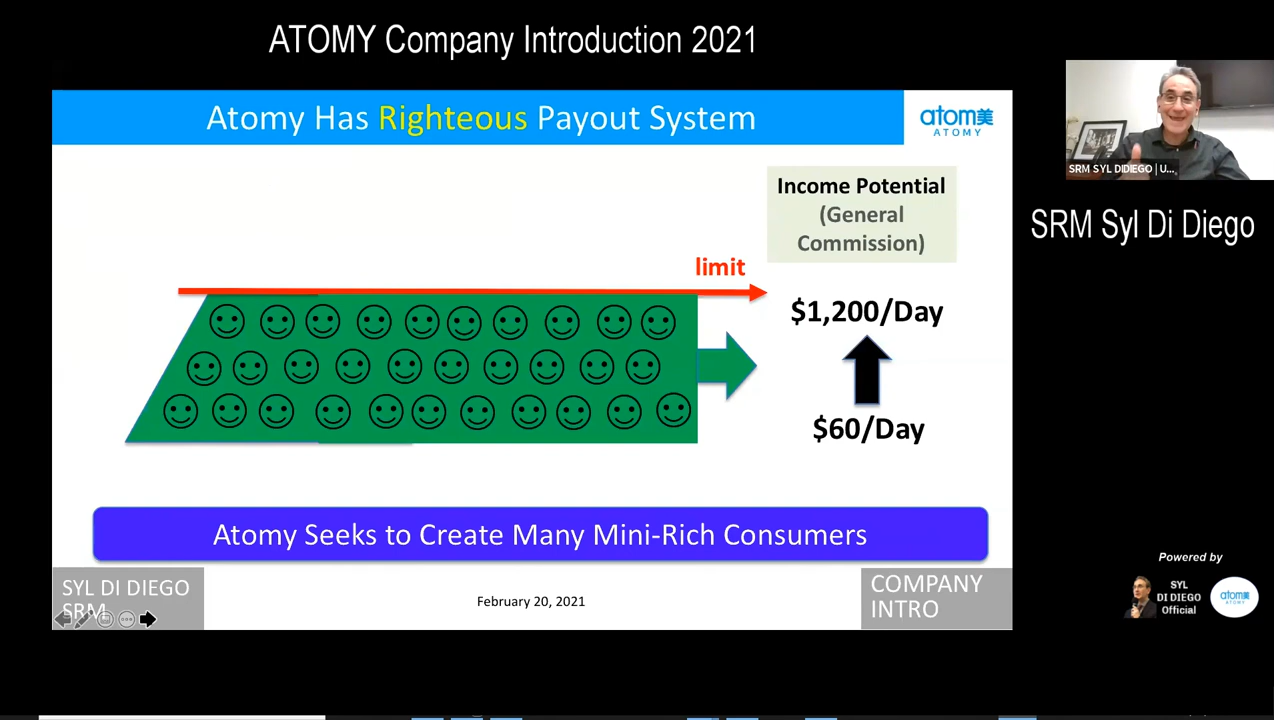 ATOMY Company Introduction 2021
Atomy Has Righteous Payout System
atom美
ATOMY
SRM SYL DIDIEGO | U...
SRM Syl Di Diego
Income Potential
(General
Commission)
limit
$1,200/Day
$60/Day
Atomy Seeks to Create Many Mini-Rich Consumers
SYL DI DIEGO
SRM
February 20, 2021
COMPANY
INTRO
Powered by
SYL
DI DIEGO
Official
atom美
ATOMY